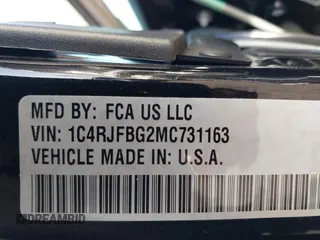 MFD BY: FCA US LLC
VIN: 1C4RJFBG2MC731163
VEHICLE MADE IN: U.S.A.
DREAMBID